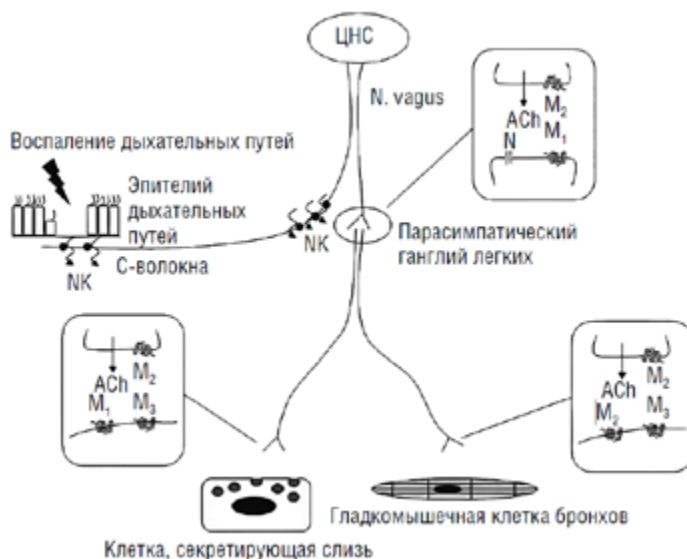 ЦНС
N. vagus
M₂
ACh
N
M₁
Воспаление дыхательных путей
Эпителий
дыхательных
путей
С-волокна
NK
NK
Парасимпатический
ганглий легких
M₂
ACh
M₁
M₃
M₂
ACh
M₂
M₃
Гладкомышечная клетка бронхов
Клетка, секретирующая слизь